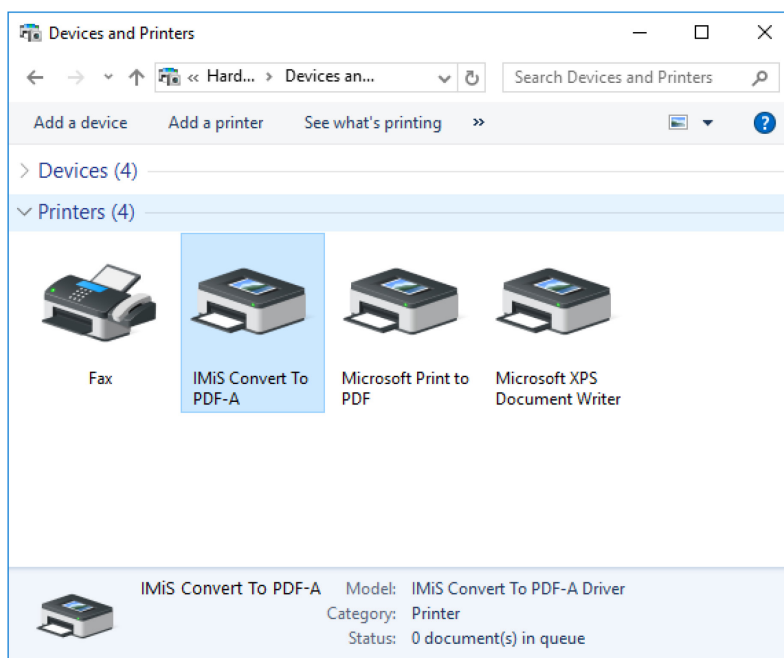 Devices and Printers
« Hard... › Devices an...
Search Devices and Printers
Add a device
Add a printer
See what's printing
»
?
Devices (4)
Printers (4)
Fax
IMiS Convert To
PDF-A
Microsoft Print to
PDF
Microsoft XPS
Document Writer
IMiS Convert To PDF-A
Model: IMiS Convert To PDF-A Driver
Category: Printer
Status: 0 document(s) in queue